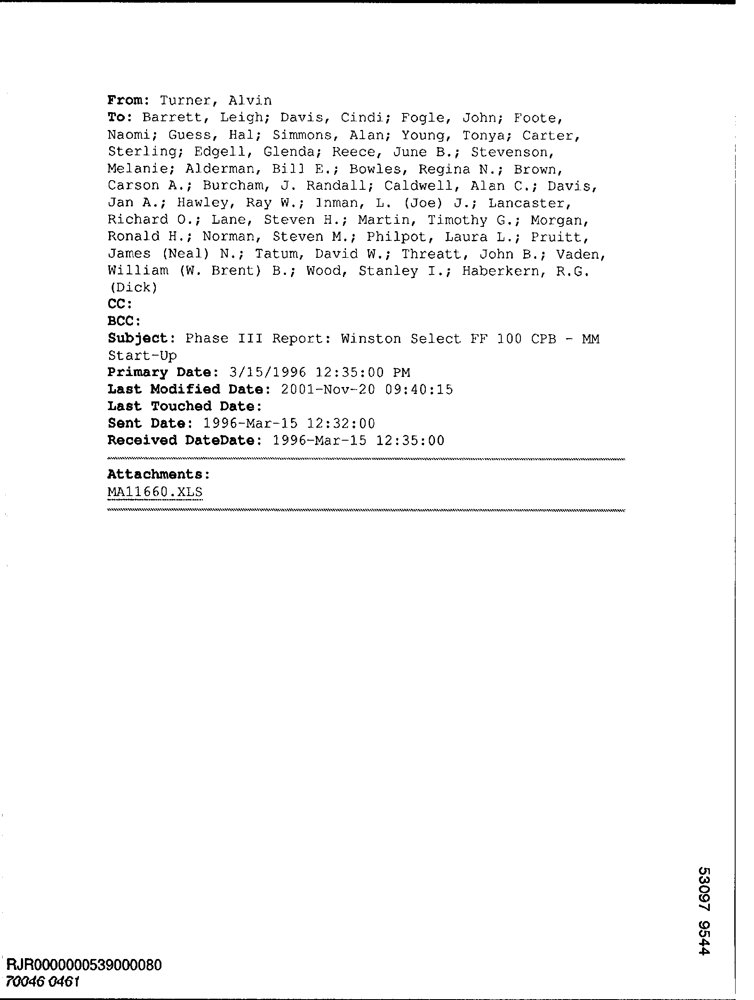 From: Turner, Alvin
To: Barrett, Leigh; Davis, Cindi; Fogle, John; Foote,
Naomi; Guess, Hal; Simmons, Alan; Young, Tonya; Carter,
Sterling; Edgell, Glenda; Reece, June B.; Stevenson,
Melanie; Alderman, Bill E.; Bowles, Regina N.; Brown,
Carson A.; Burcham, J. Randall; Caldwell, Alan C.; Davis,
Jan A.; Hawley, Ray W.; Inman, L. (Joe) J.; Lancaster,
Richard O.; Lane, Steven H.; Martin, Timothy G.; Morgan,
Ronald H.; Norman, Steven M.; Philpot, Laura L.; Pruitt,
James (Neal) N.; Tatum, David W.; Threatt, John B.; Vaden,
William (W. Brent) B.; Wood, Stanley I.; Haberkern, R.G.
(Dick)
CC:
BCC:
Subject: Phase III Report: Winston Select FF 100 CPB - MM
Start-Up
Primary Date: 3/15/1996 12:35:00 PM
Last Modified Date: 2001-Nov-20 09:40:15
Last Touched Date:
Sent Date: 1996-Mar-15 12:32:00
Received DateDate: 1996-Mar-15 12:35:00
Attachments:
MA11660.XLS
53097 9544
RJR0000000539000080
70046 0461